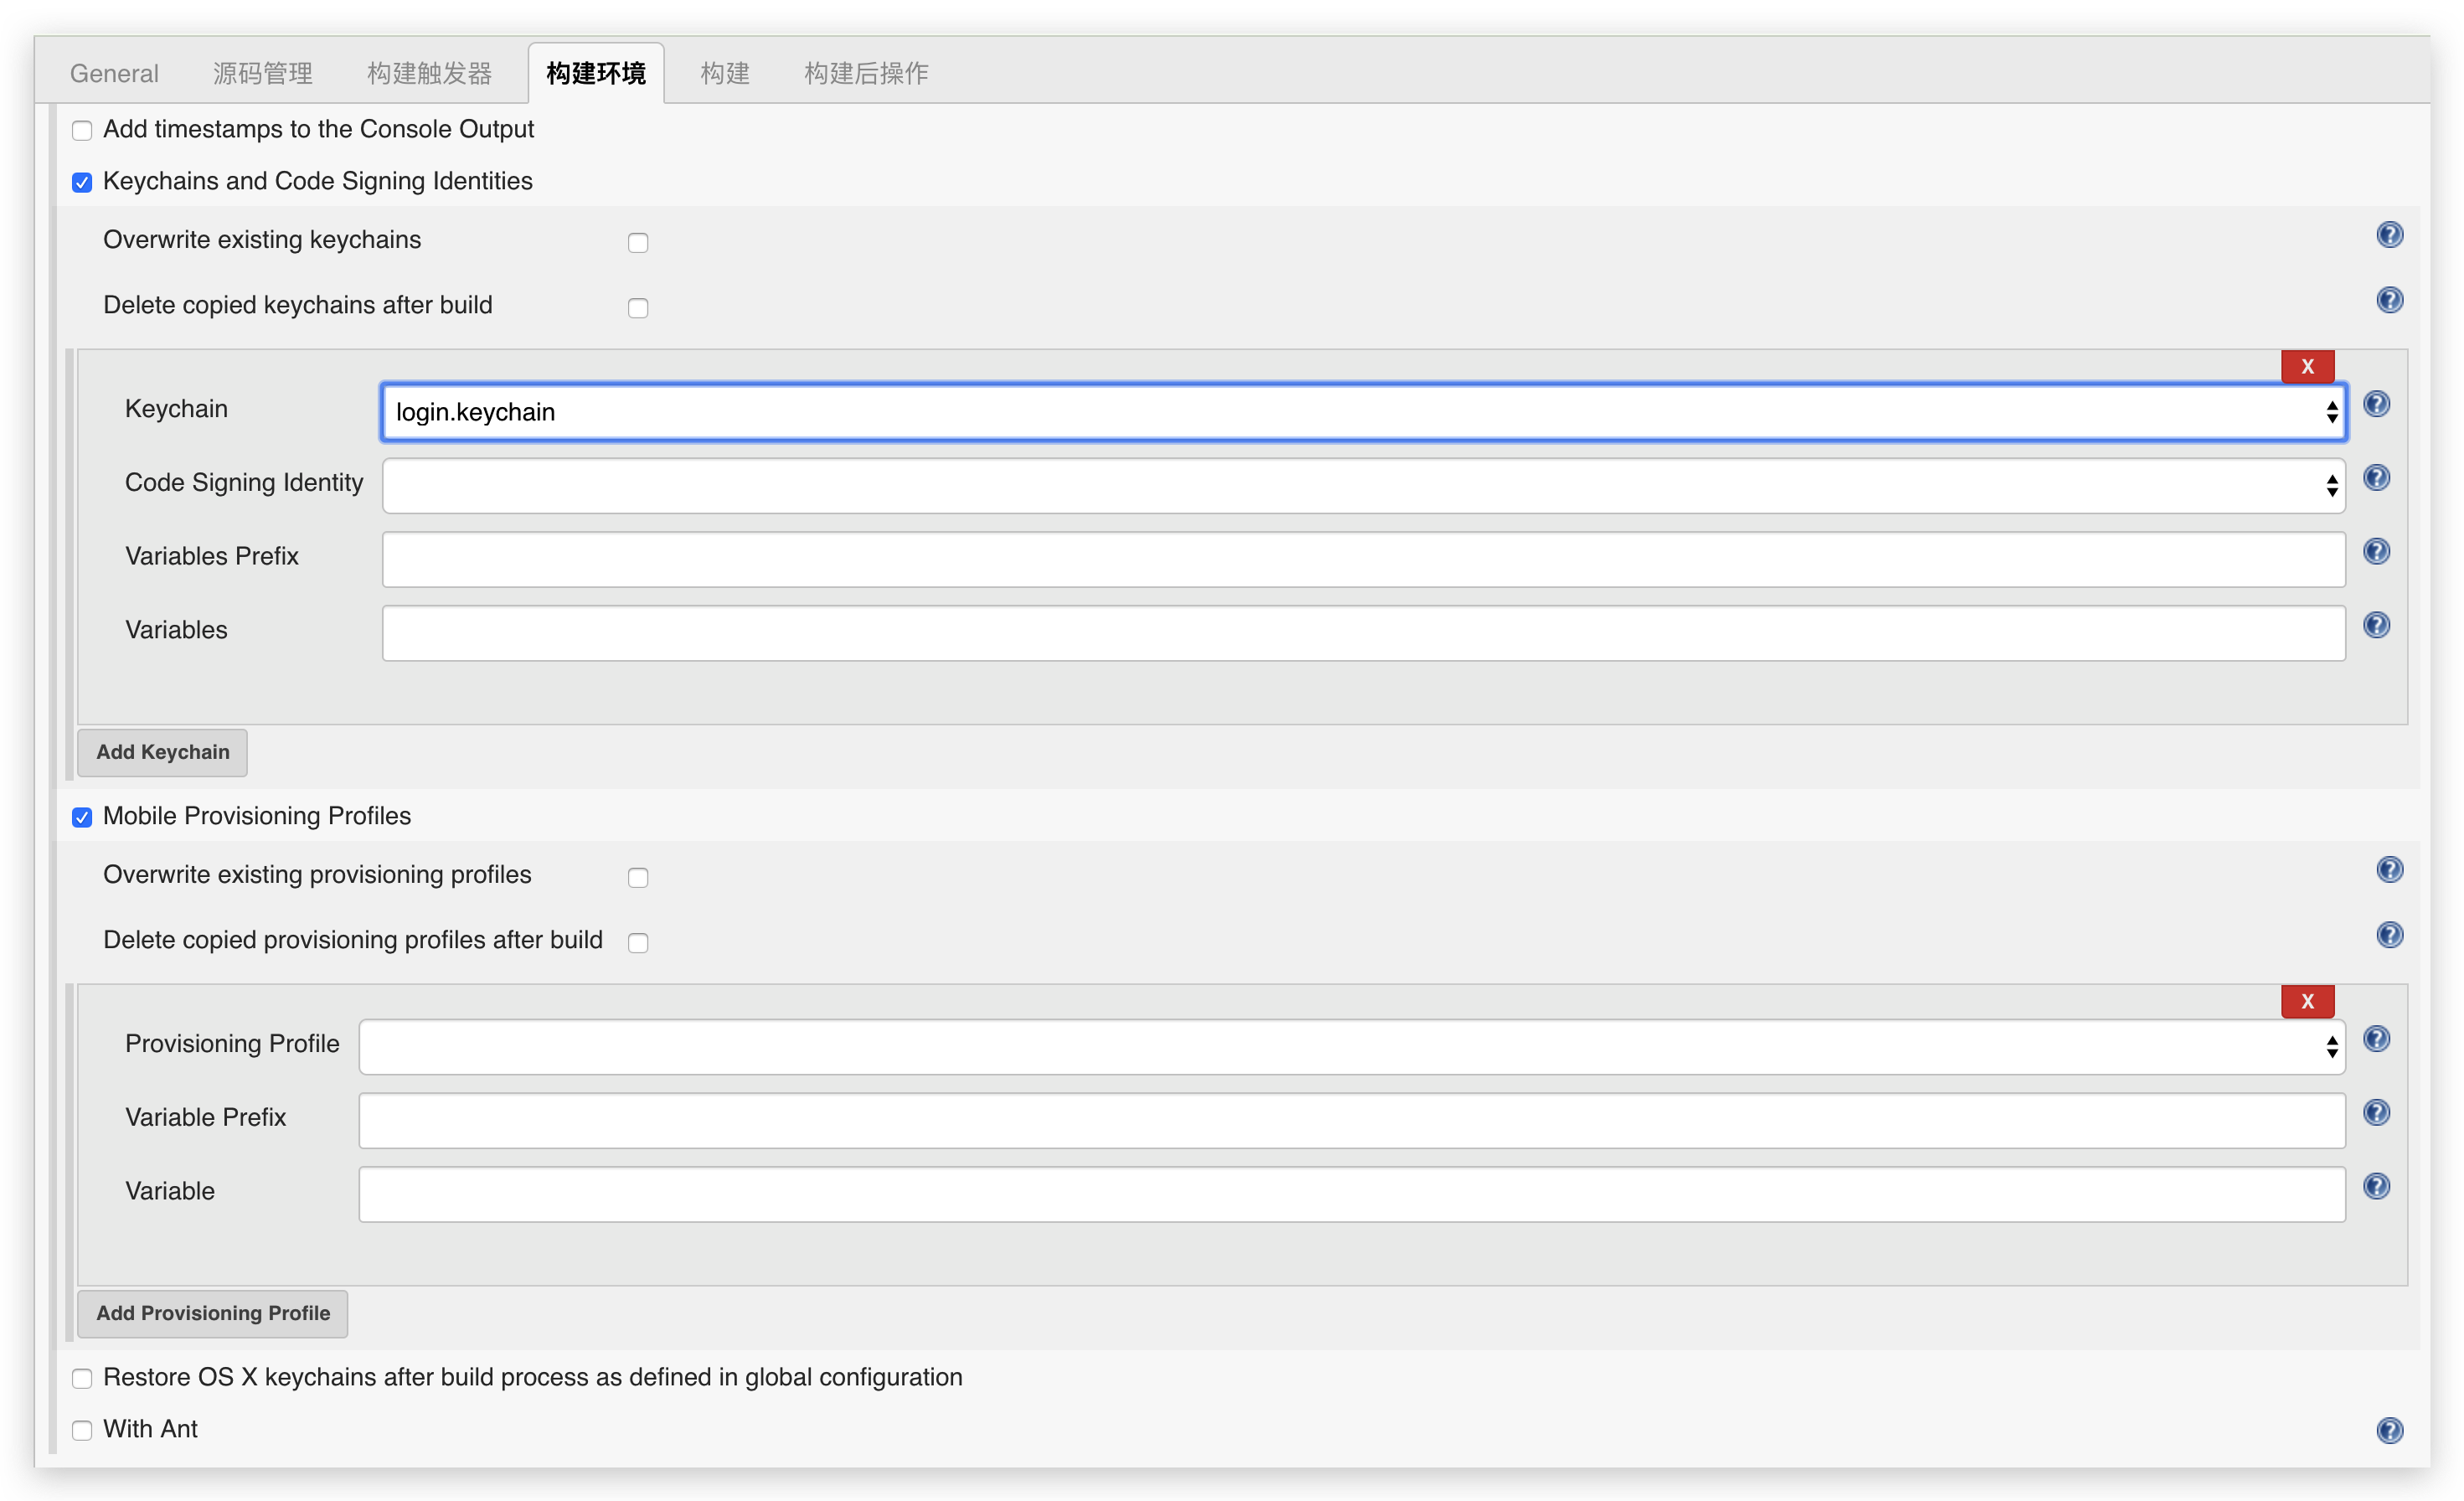 General 源码管理 构建触发器 构建环境 构建 构建后操作
Add timestamps to the Console Output
Keychains and Code Signing Identities
Overwrite existing keychains
Delete copied keychains after build
X
Keychain login.keychain
Code Signing Identity
Variables Prefix
Variables
Add Keychain
Mobile Provisioning Profiles
Overwrite existing provisioning profiles
Delete copied provisioning profiles after build
X
Provisioning Profile
Variable Prefix
Variable
Add Provisioning Profile
Restore OS X keychains after build process as defined in global configuration
With Ant